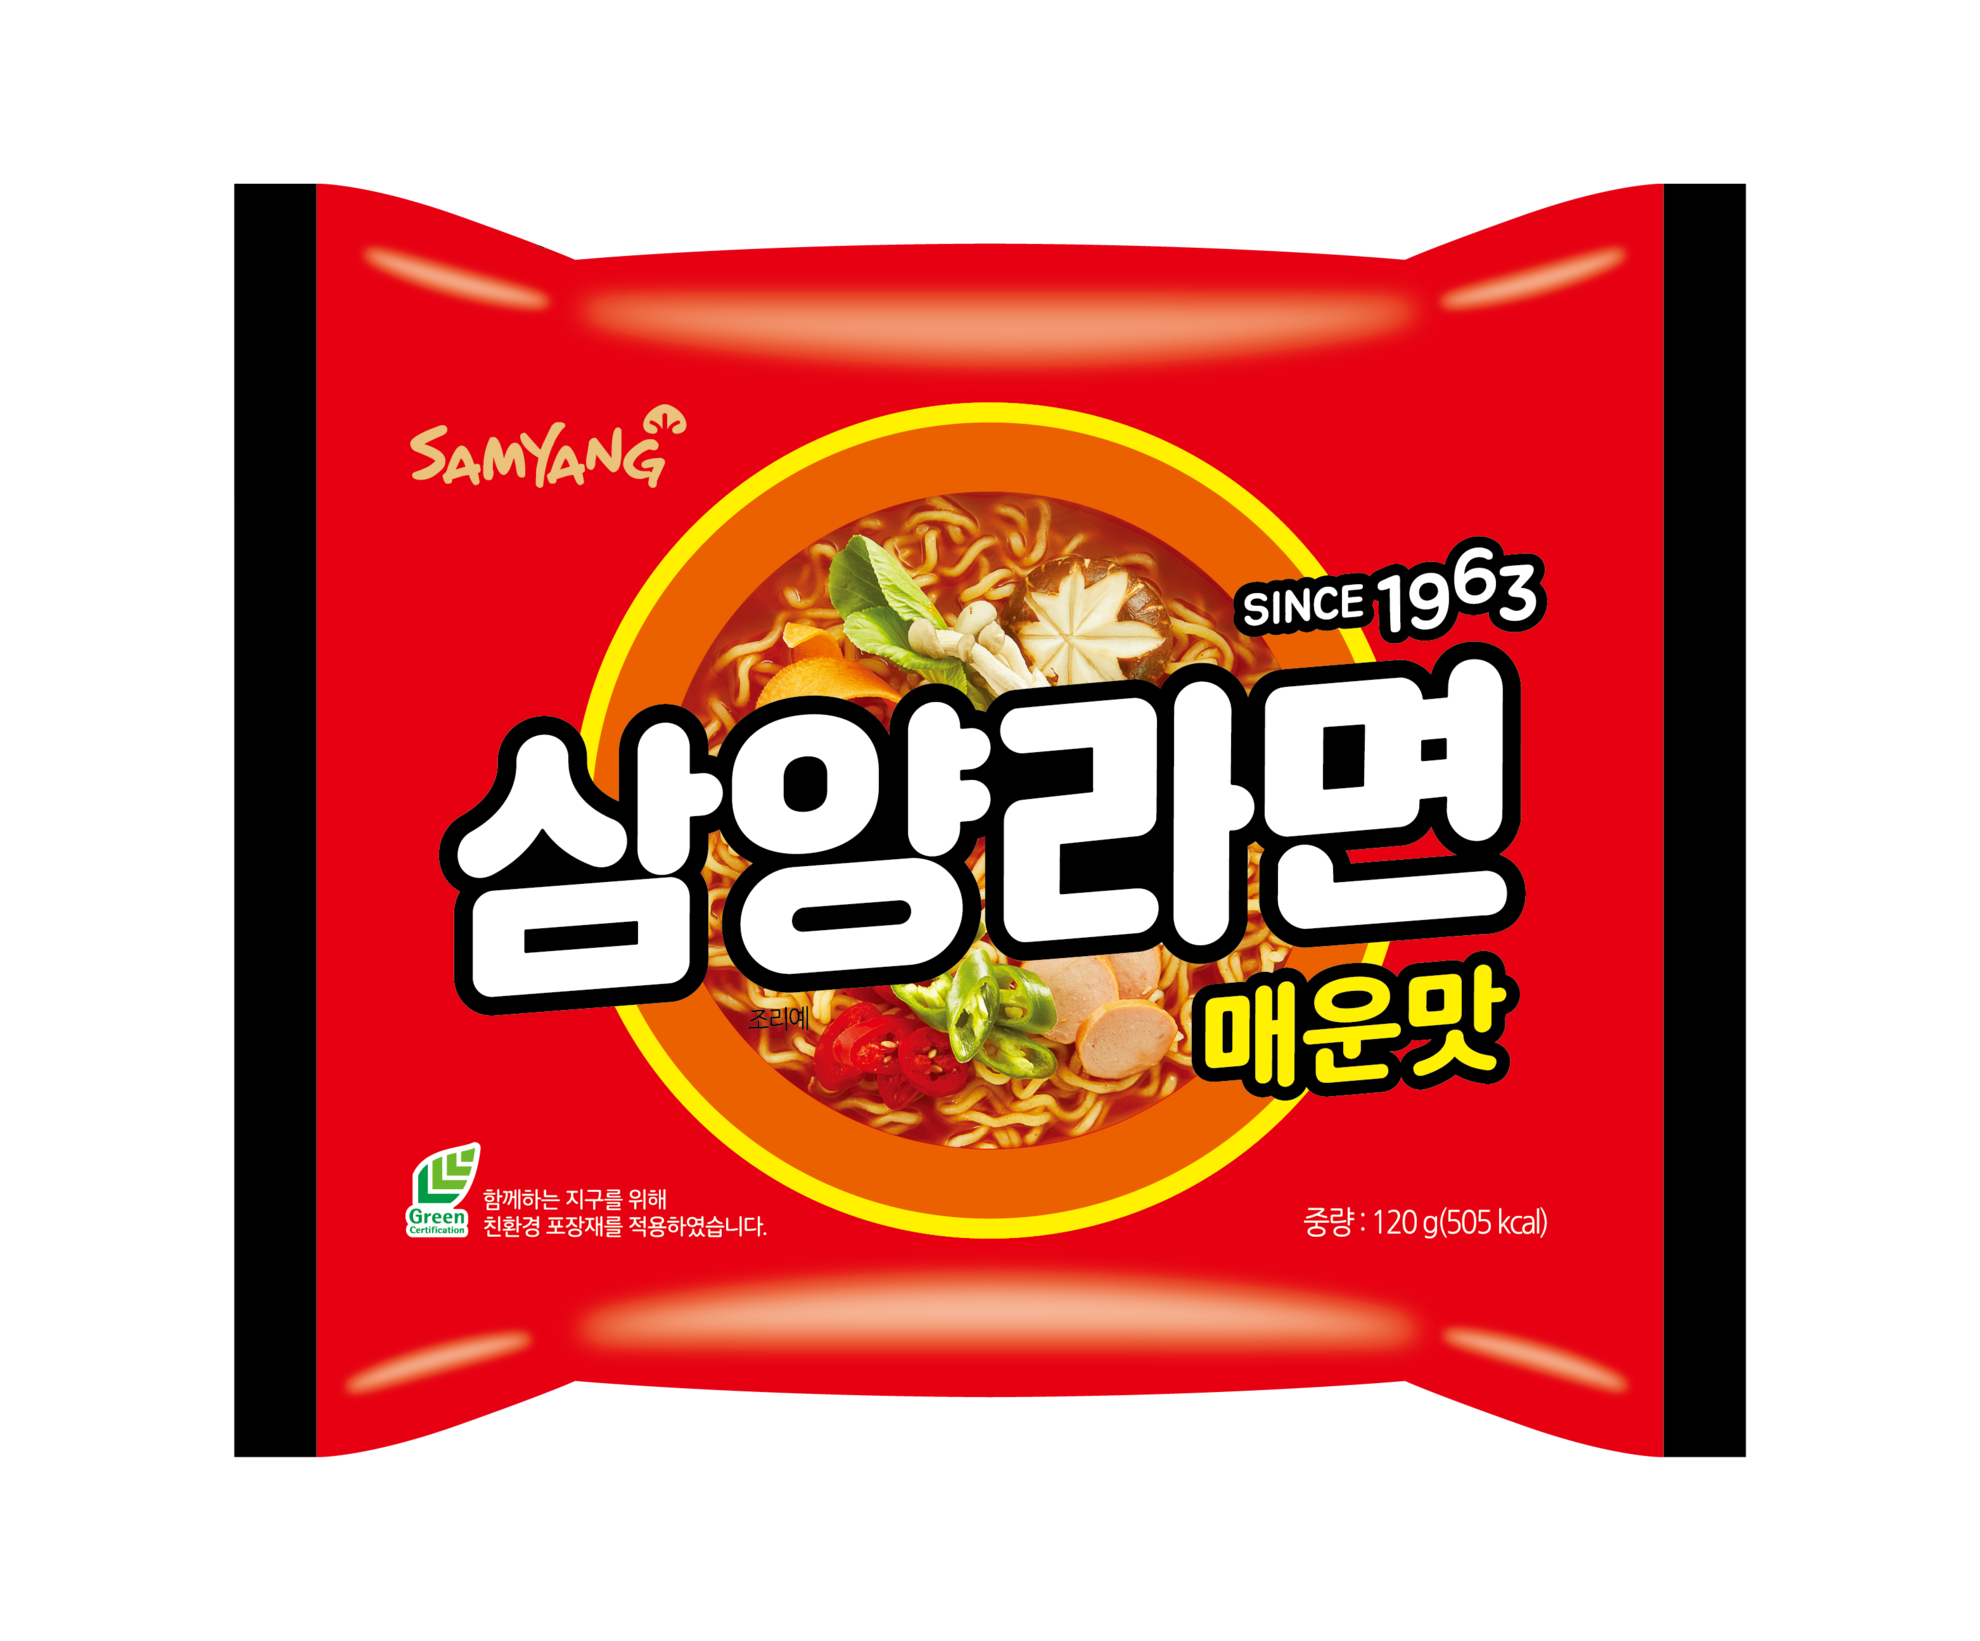 SAMYANG
SINCE 1963
삼양라면
매운맛
조리예
Green
Certification
함께하는 지구를 위해
친환경 포장재를 적용하였습니다.
중량 : 120 g(505 kcal)